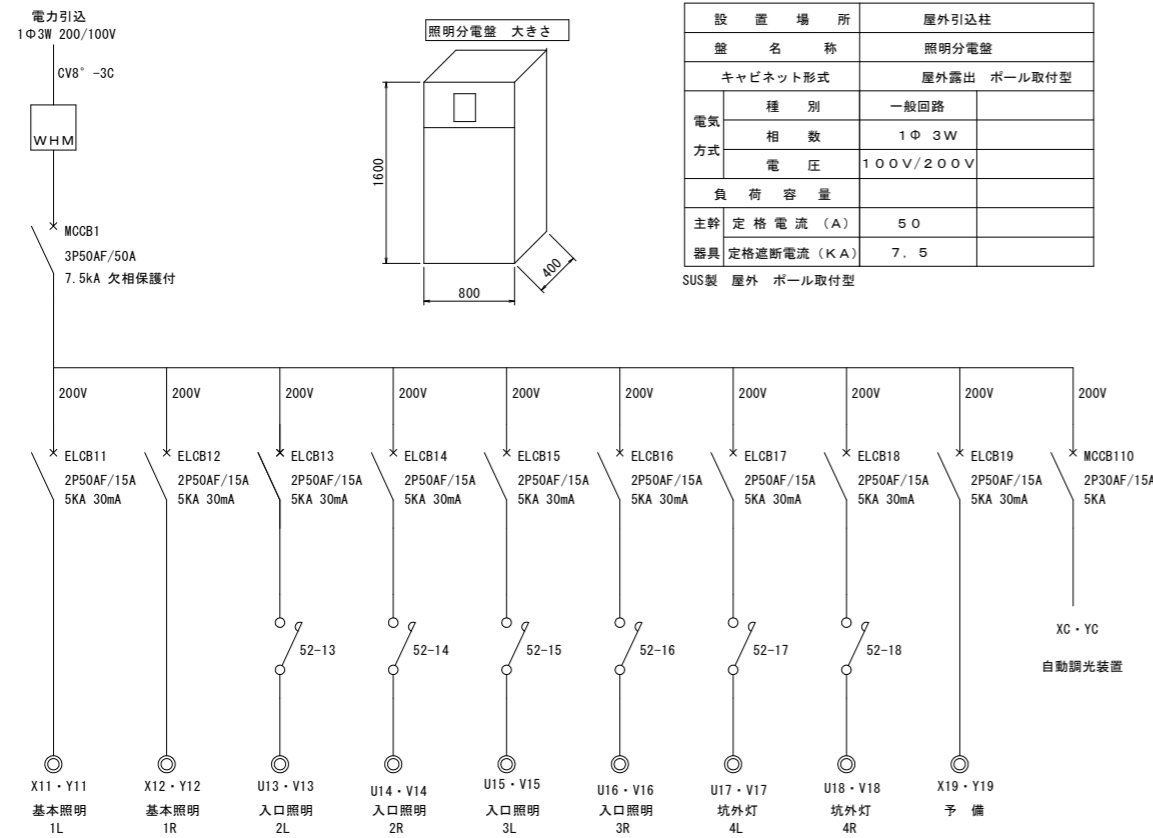 電力引込
1Φ3W 200/100V
CV8°-3C
WHM
MCCB1
3P50AF/50A
7.5kA 欠相保護付
照明分電盤 大きさ
1600
800
400
設置場所 屋外引込柱
盤名称 照明分電盤
キャビネット形式 屋外露出 ポール取付型
電気方式 種別 一般回路
相数 1Φ 3W
電圧 100V/200V
負荷容量
主幹器具 定格電流(A) 50
定格遮断電流(KA) 7.5
SUS製 屋外 ポール取付型
200V 200V 200V 200V 200V 200V 200V 200V 200V 200V
ELCB11 ELCB12 ELCB13 ELCB14 ELCB15 ELCB16 ELCB17 ELCB18 ELCB19 MCCB110
2P50AF/15A 2P50AF/15A 2P50AF/15A 2P50AF/15A 2P50AF/15A 2P50AF/15A 2P50AF/15A 2P50AF/15A 2P50AF/15A 2P30AF/15A
5KA 30mA 5KA 30mA 5KA 30mA 5KA 30mA 5KA 30mA 5KA 30mA 5KA 30mA 5KA 30mA 5KA 30mA 5KA
52-13 52-14 52-15 52-16 52-17 52-18
XC・YC
自動調光装置
X11・Y11 X12・Y12 U13・V13 U14・V14 U15・V15 U16・V16 U17・V17 U18・V18 X19・Y19
基本照明 基本照明 入口照明 入口照明 入口照明 入口照明 坑外灯 坑外灯 予備
1L 1R 2L 2R 3L 3R 4L 4R